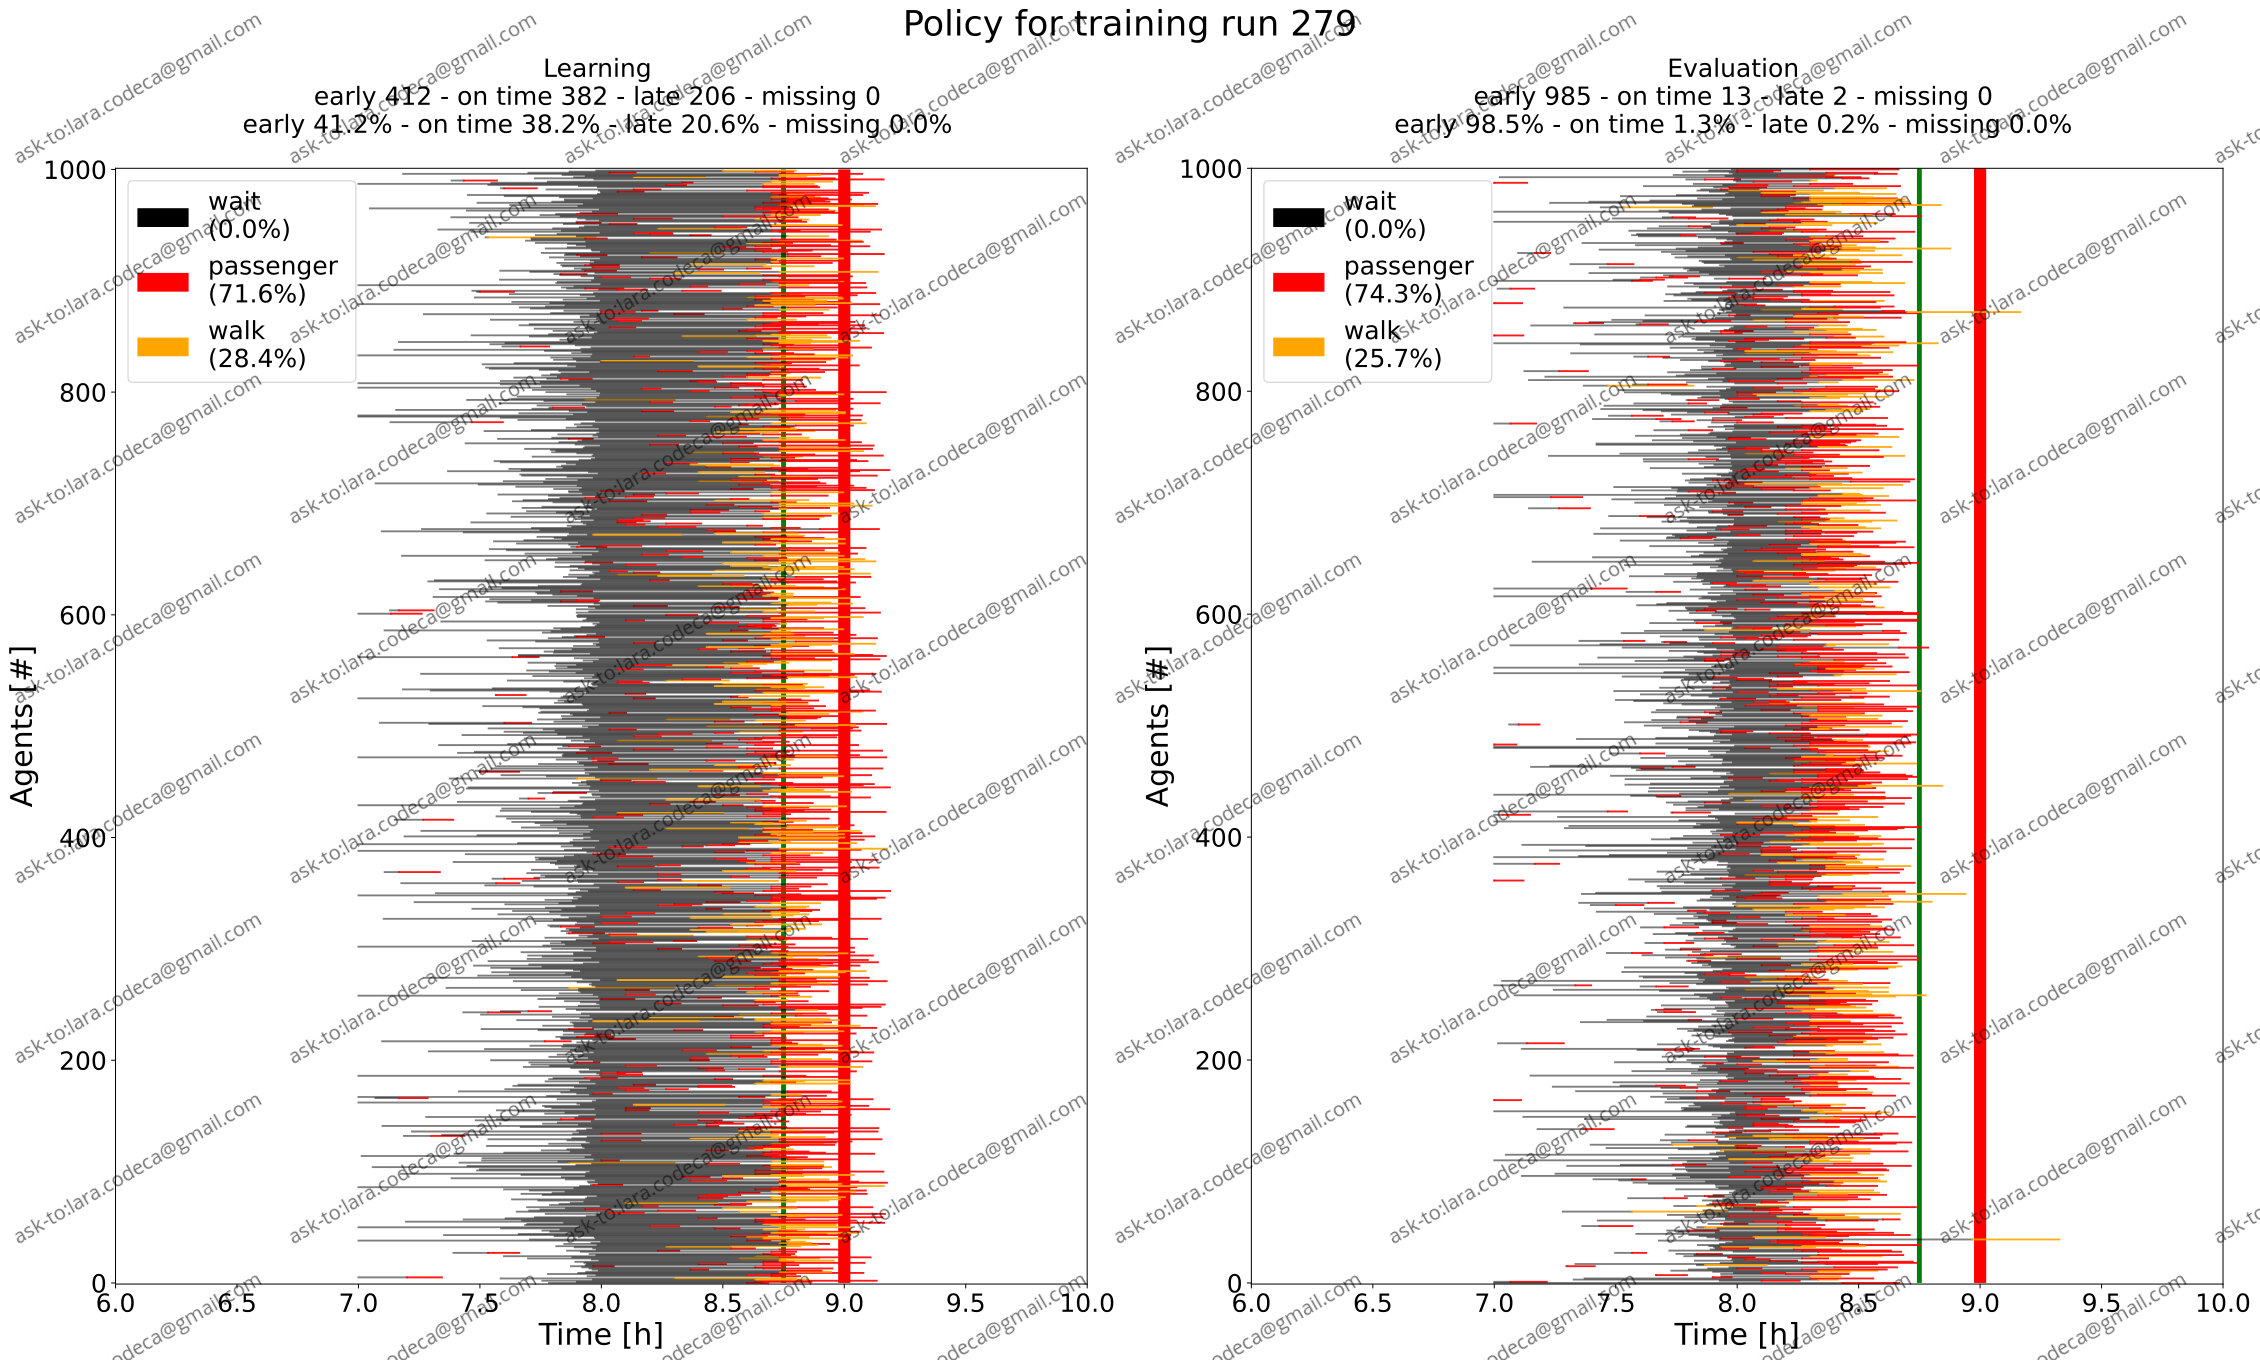 Policy for training run 279
Learning
early 412 - on time 382 - late 206 - missing 0
early 41.2% - on time 38.2% - late 20.6% - missing 0.0%
Evaluation
early 985 - on time 13 - late 2 - missing 0
early 98.5% - on time 1.3% - late 0.2% - missing 0.0%
wait
(0.0%)
passenger
(71.6%)
walk
(28.4%)
wait
(0.0%)
passenger
(74.3%)
walk
(25.7%)
1000
800
600
400
200
0
Agents [#]
6.0 6.5 7.0 7.5 8.0 8.5 9.0 9.5 10.0
Time [h]
1000
800
600
400
200
0
Agents [#]
6.0 6.5 7.0 7.5 8.0 8.5 9.0 9.5 10.0
Time [h]
ask-to:lara.codeca@gmail.com